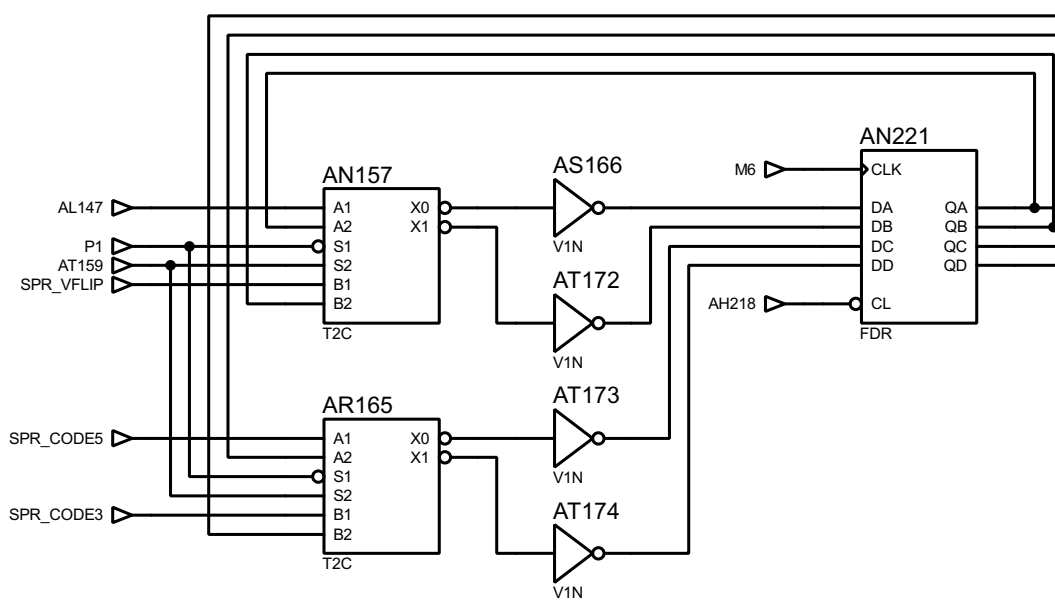 AN221
AS166
M6
CLK
AN157
AL147
A1
X0
DA
QA
A2
X1
V1N
DB
QB
P1
S1
DC
QC
AT159
S2
AT172
DD
QD
SPR_VFLIP
B1
B2
AH218
CL
T2C
FDR
V1N
AR165
AT173
SPR_CODE5
A1
X0
A2
X1
S1
V1N
S2
SPR_CODE3
B1
AT174
B2
T2C
V1N